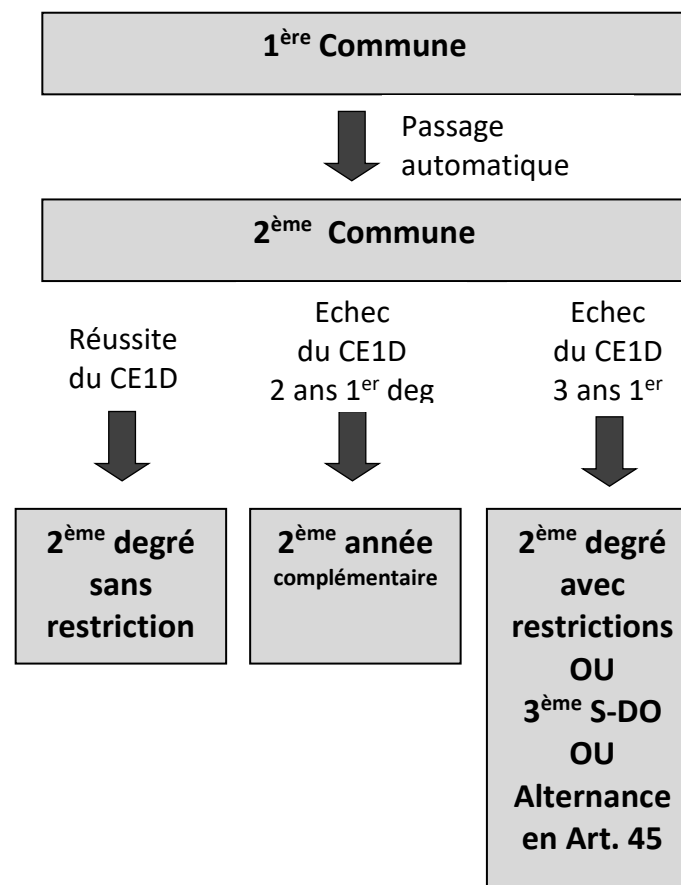 1ère Commune
Passage
automatique
2ème Commune
Réussite
du CE1D
Echec
du CE1D
2 ans 1er deg
Echec
du CE1D
3 ans 1er
2ème degré
sans
restriction
2ème année
complémentaire
2ème degré
avec
restrictions
OU
3ème S-DO
OU
Alternance
en Art. 45